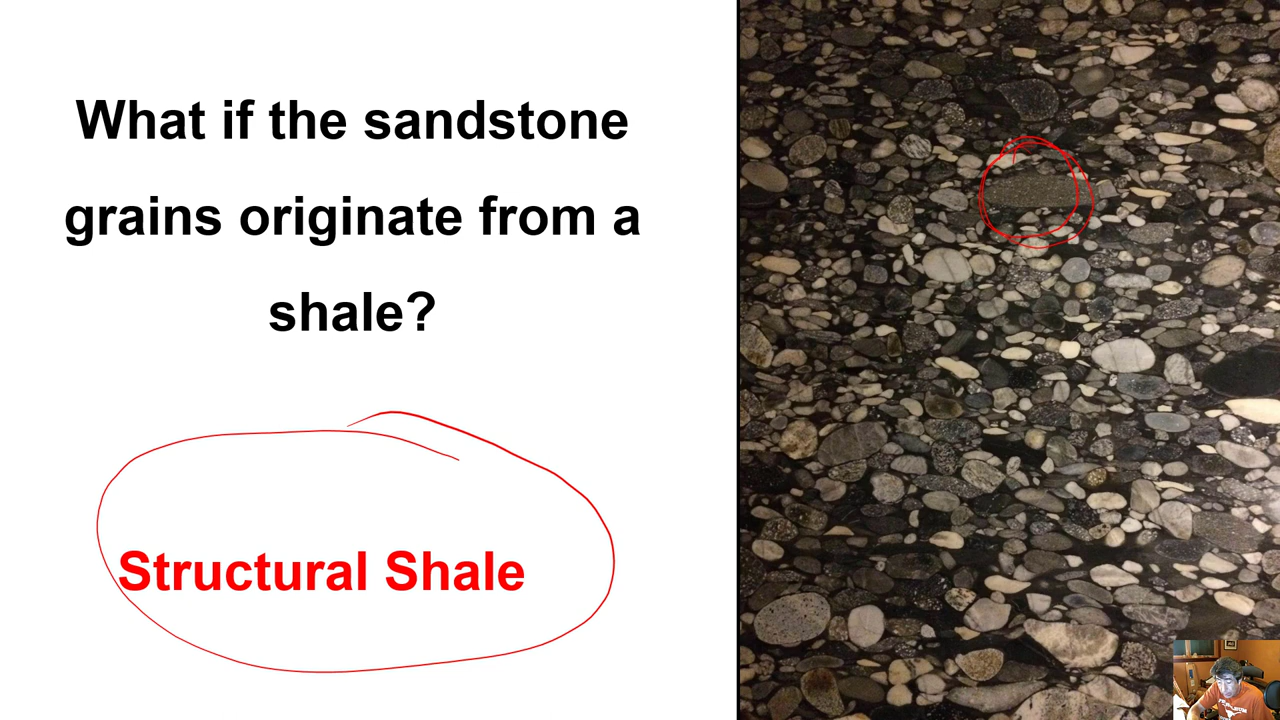 What if the sandstone
grains originate from a
shale?
Structural Shale